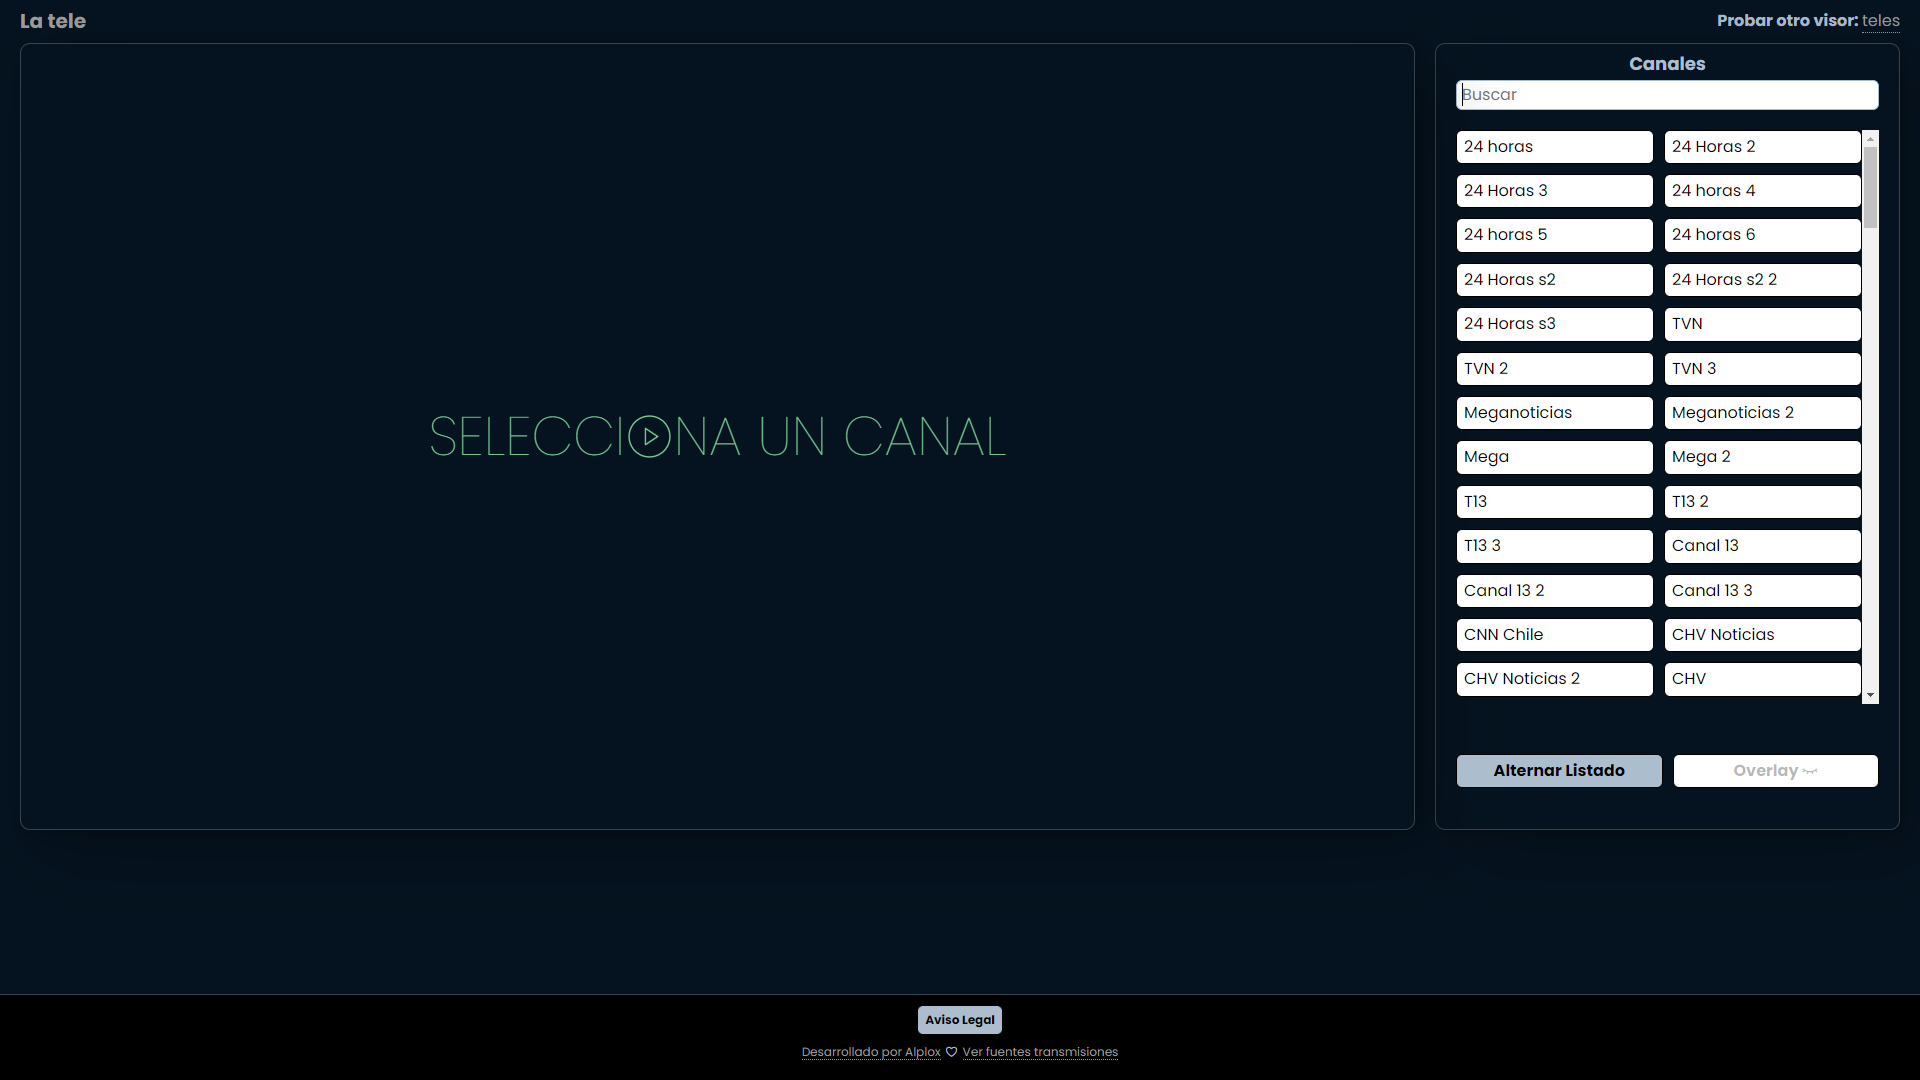 La tele
Probar otro visor: teles
SELECCIONA UN CANAL
Canales
Buscar
24 horas
24 Horas 2
24 Horas 3
24 horas 4
24 horas 5
24 horas 6
24 Horas s2
24 Horas s2 2
24 Horas s3
TVN
TVN 2
TVN 3
Meganoticias
Meganoticias 2
Mega
Mega 2
T13
T13 2
T13 3
Canal 13
Canal 13 2
Canal 13 3
CNN Chile
CHV Noticias
CHV Noticias 2
CHV
Alternar Listado
Overlay
Aviso Legal
Desarrollado por Alplox ♡ Ver fuentes transmisiones